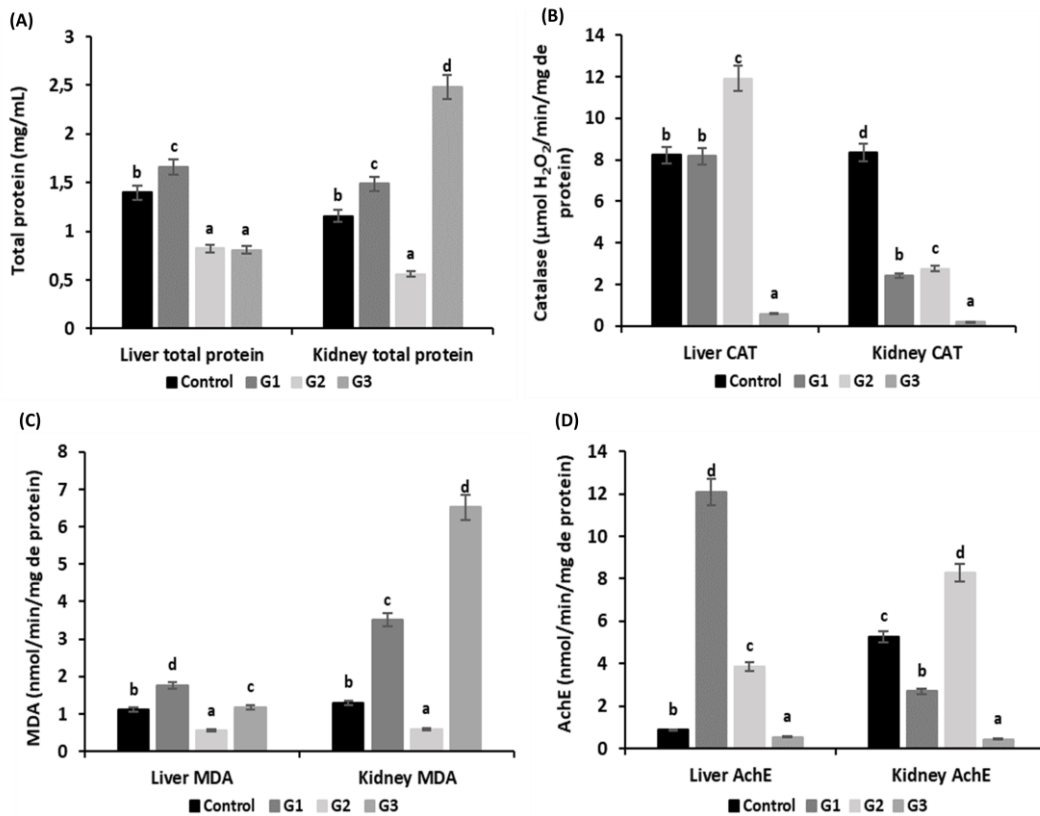 (A)
Total protein (mg/mL)
3
2,5
2
1,5
1
0,5
0
b
c
a
a
b
c
a
d
Liver total protein
Kidney total protein
Control G1 G2 G3
(B)
Catalase (µmol H₂O₂/min/mg de
protein)
14
12
10
8
6
4
2
0
b
b
c
a
d
b
c
a
Liver CAT
Kidney CAT
Control G1 G2 G3
(C)
MDA (nmol/min/mg de protein)
8
7
6
5
4
3
2
1
0
b
d
a
c
b
c
a
d
Liver MDA
Kidney MDA
Control G1 G2 G3
(D)
AchE (nmol/min/mg de protein)
14
12
10
8
6
4
2
0
b
d
c
a
c
b
d
a
Liver AchE
Kidney AchE
Control G1 G2 G3